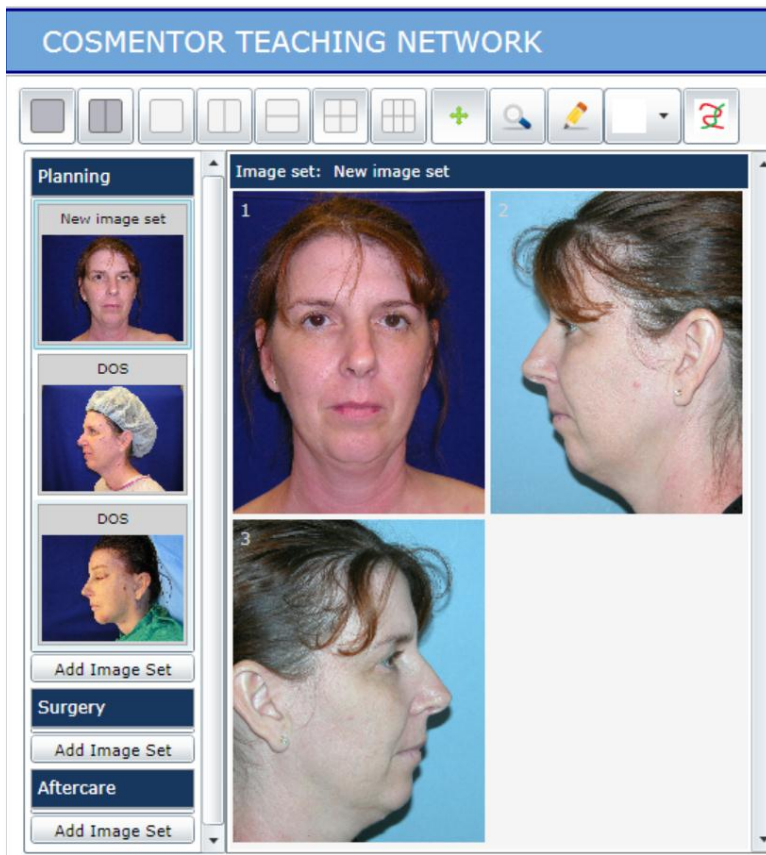 COSMENTOR TEACHING NETWORK
Planning
New image set
DOS
DOS
Add Image Set
Surgery
Add Image Set
Aftercare
Add Image Set
Image set: New image set
1
2
3